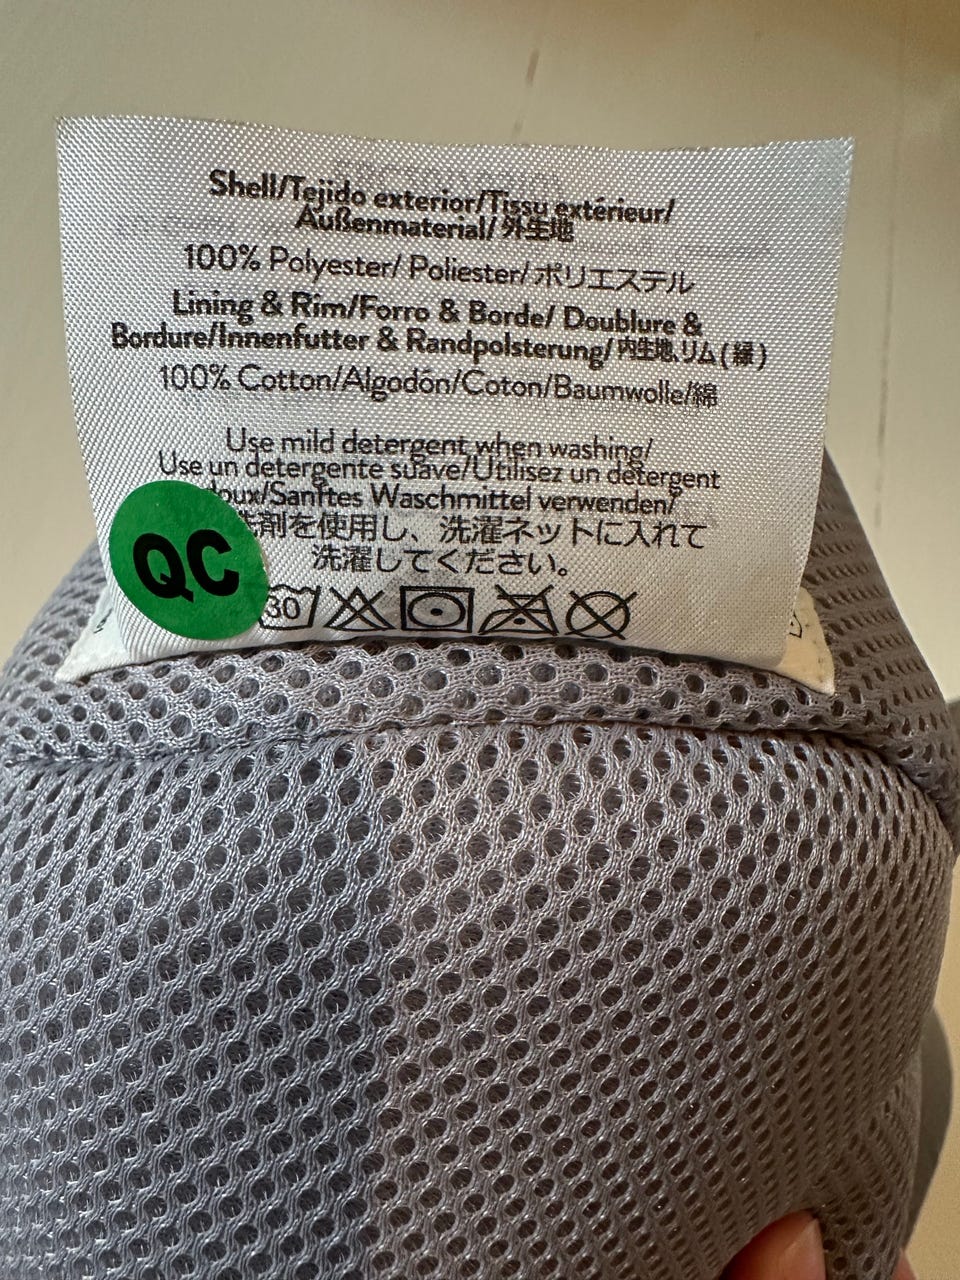 Shell/Tejido exterior/Tissu extérieur/
Außenmaterial/外生地
100% Polyester/ Poliester/ポリエステル
Lining & Rim/Forro & Borde/ Doublure &
Bordure/Innenfutter & Randpolsterung/内生地、リム(縁)
100% Cotton/Algodón/Coton/Baumwolle/綿
Use mild detergent when washing/
Use un detergente suave/Utilisez un détergent
doux/Sanftes Waschmittel verwenden/
洗剤を使用し、洗濯ネットに入れて
洗濯してください。
QC
30